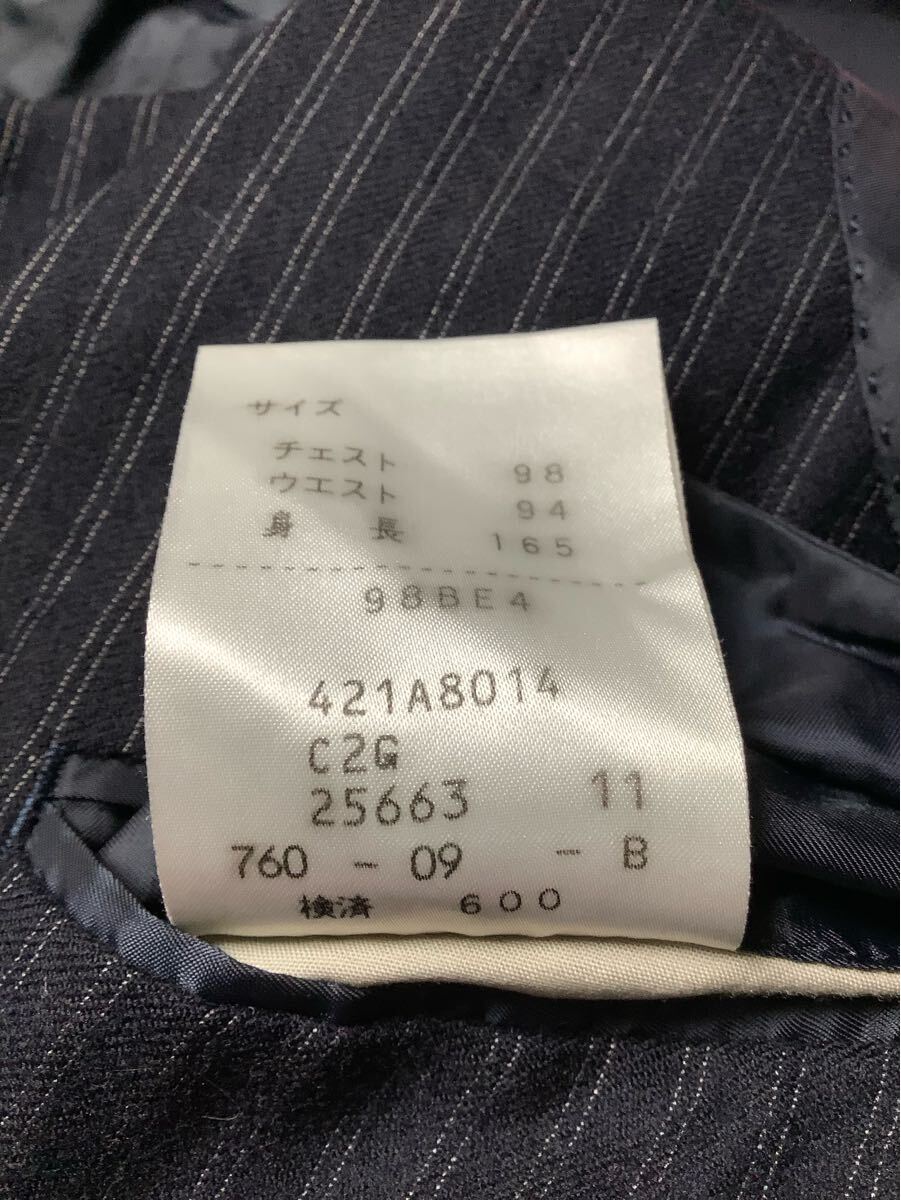 サイズ
チェスト 98
ウエスト 94
身長 165
98BE4
421A8014
C2G
25663 11
760 - 09 - B
検済 600